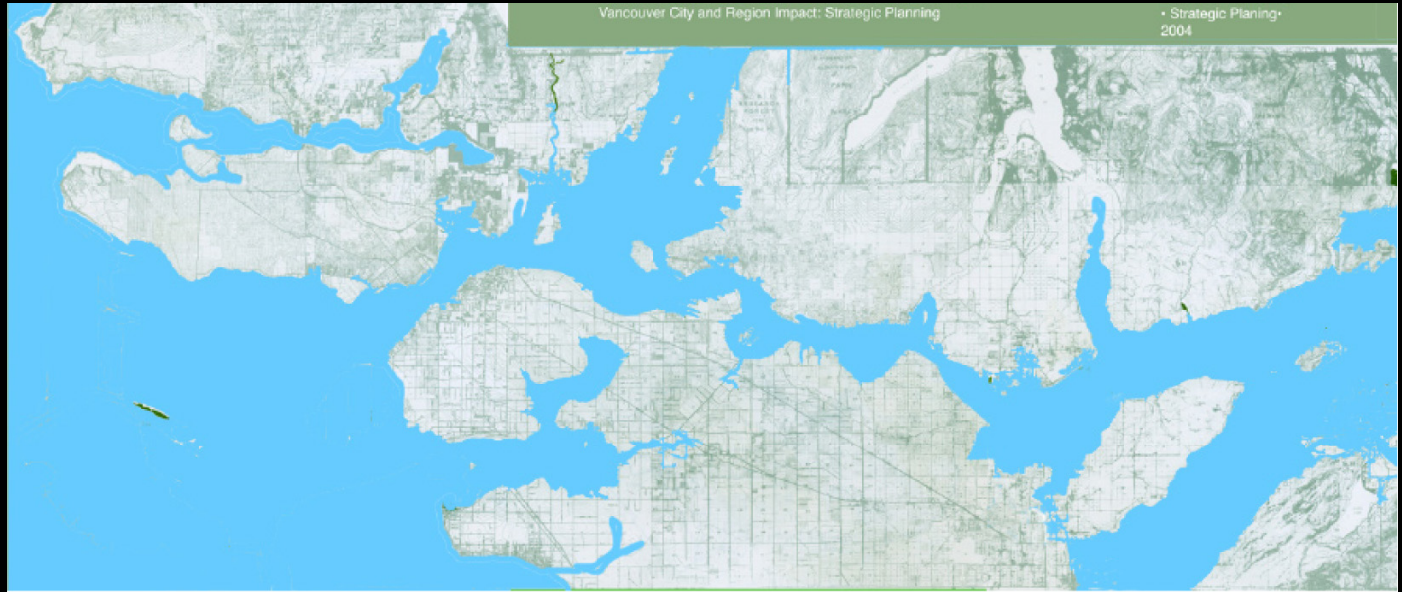 Vancouver City and Region Impact: Strategic Planning
• Strategic Planing•
2004